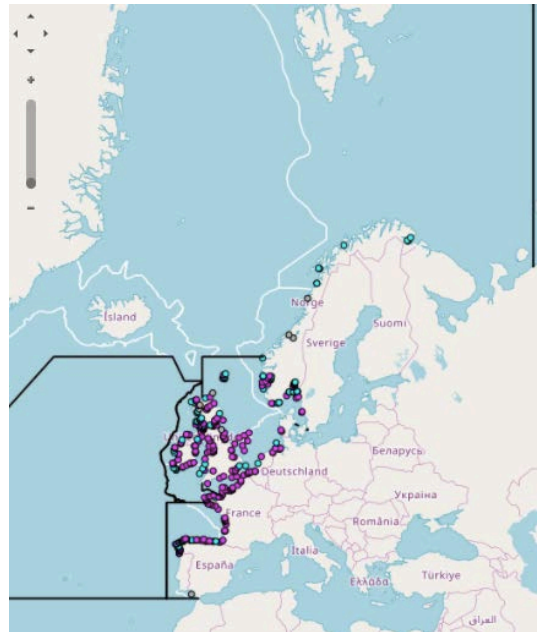 Ísland
Norge
Suomi
Sverige
Беларусь
Deutschland
Україна
France
România
Italia
España
Ελλάδα
Türkiye
العراق